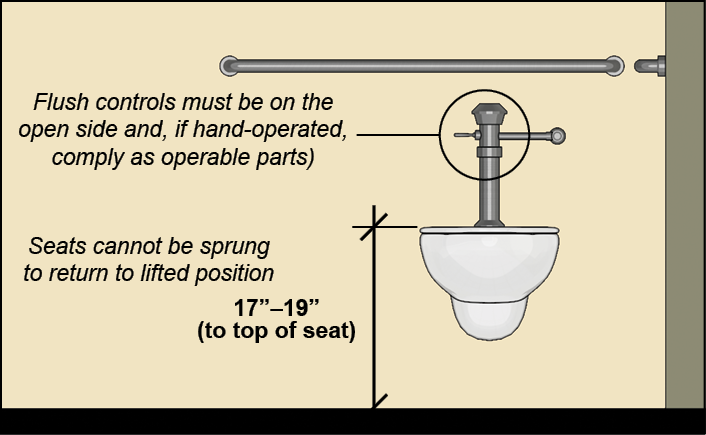 Flush controls must be on the
open side and, if hand-operated,
comply as operable parts)
Seats cannot be sprung
to return to lifted position
17”–19”
(to top of seat)